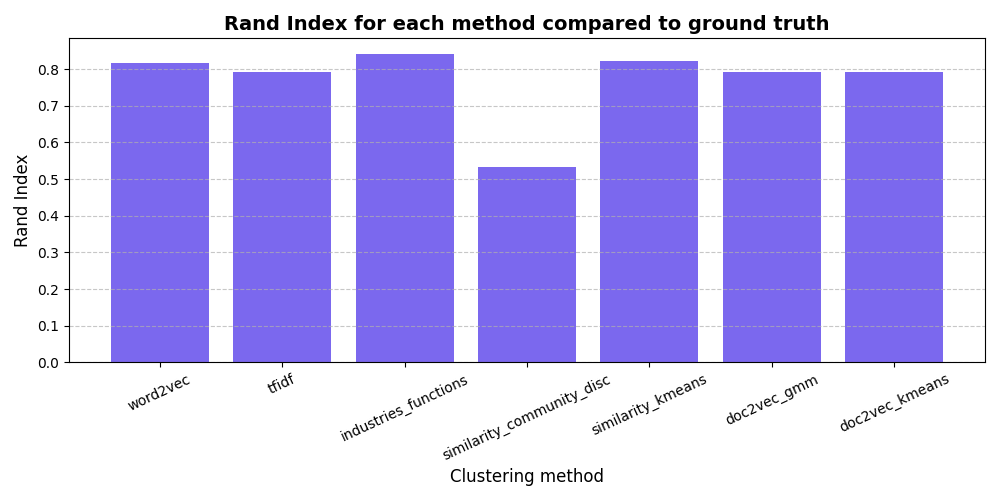 Rand Index for each method compared to ground truth
Rand Index
0.8
0.7
0.6
0.5
0.4
0.3
0.2
0.1
0.0
word2vec
tfidf
industries_functions
similarity_community_disc
similarity_kmeans
doc2vec_gmm
doc2vec_kmeans
Clustering method